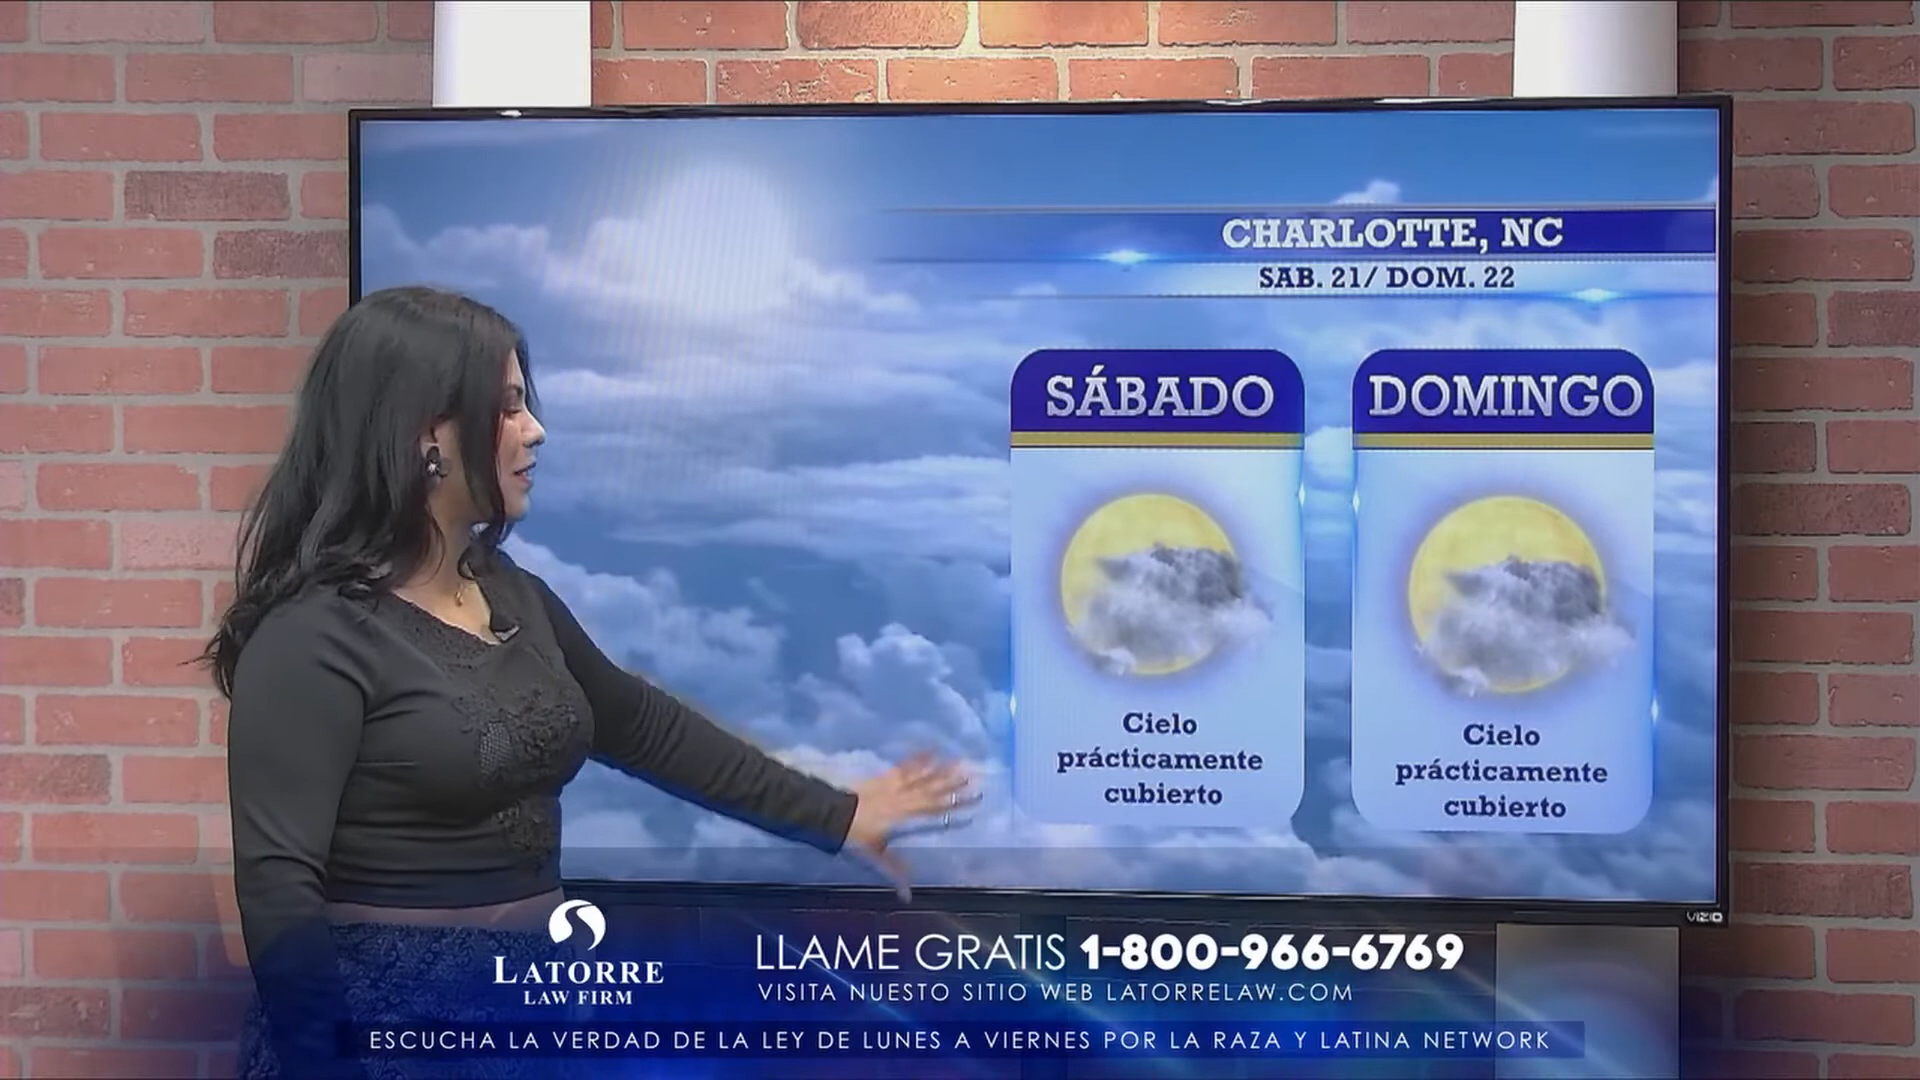 CHARLOTTE, NC
SAB. 21/ DOM. 22
SÁBADO
DOMINGO
Cielo
prácticamente
cubierto
Cielo
prácticamente
cubierto
VIZIO
LATORRE
LAW FIRM
LLAME GRATIS 1-800-966-6769
VISITA NUESTO SITIO WEB LATORRELAW.COM
ESCUCHA LA VERDAD DE LA LEY DE LUNES A VIERNES POR LA RAZA Y LATINA NETWORK